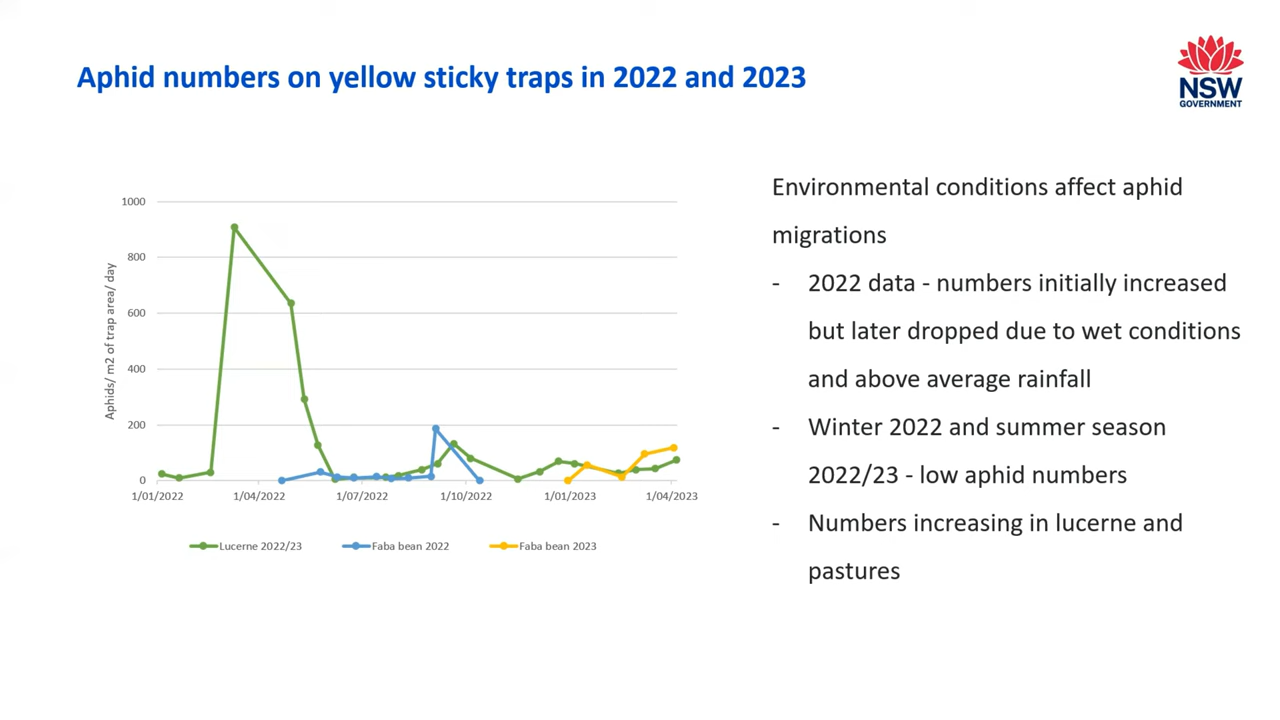 Aphid numbers on yellow sticky traps in 2022 and 2023
NSW
GOVERNMENT
1000
800
600
400
200
0
Aphids/ m2 of trap area/ day
1/01/2022
1/04/2022
1/07/2022
1/10/2022
1/01/2023
1/04/2023
Lucerne 2022/23
Faba bean 2022
Faba bean 2023
Environmental conditions affect aphid
migrations
- 2022 data - numbers initially increased
but later dropped due to wet conditions
and above average rainfall
- Winter 2022 and summer season
2022/23 - low aphid numbers
- Numbers increasing in lucerne and
pastures